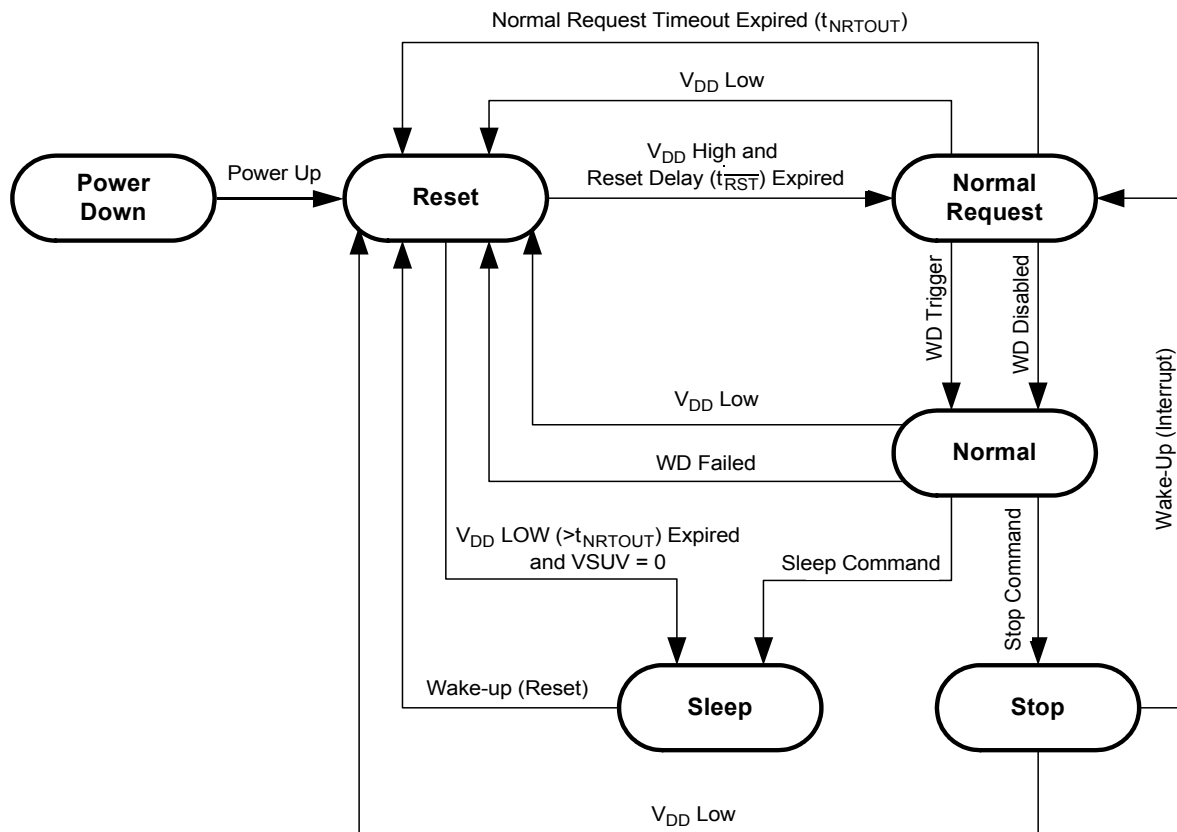 Normal Request Timeout Expired (tNRTOUT)
VDD Low
Power
Down
Power Up
Reset
VDD High and
Reset Delay (tRST) Expired
Normal
Request
WD Trigger
WD Disabled
Wake-Up (Interrupt)
VDD Low
Normal
WD Failed
VDD LOW (>tNRTOUT) Expired
and VSUV = 0
Sleep Command
Stop Command
Wake-up (Reset)
Sleep
Stop
VDD Low